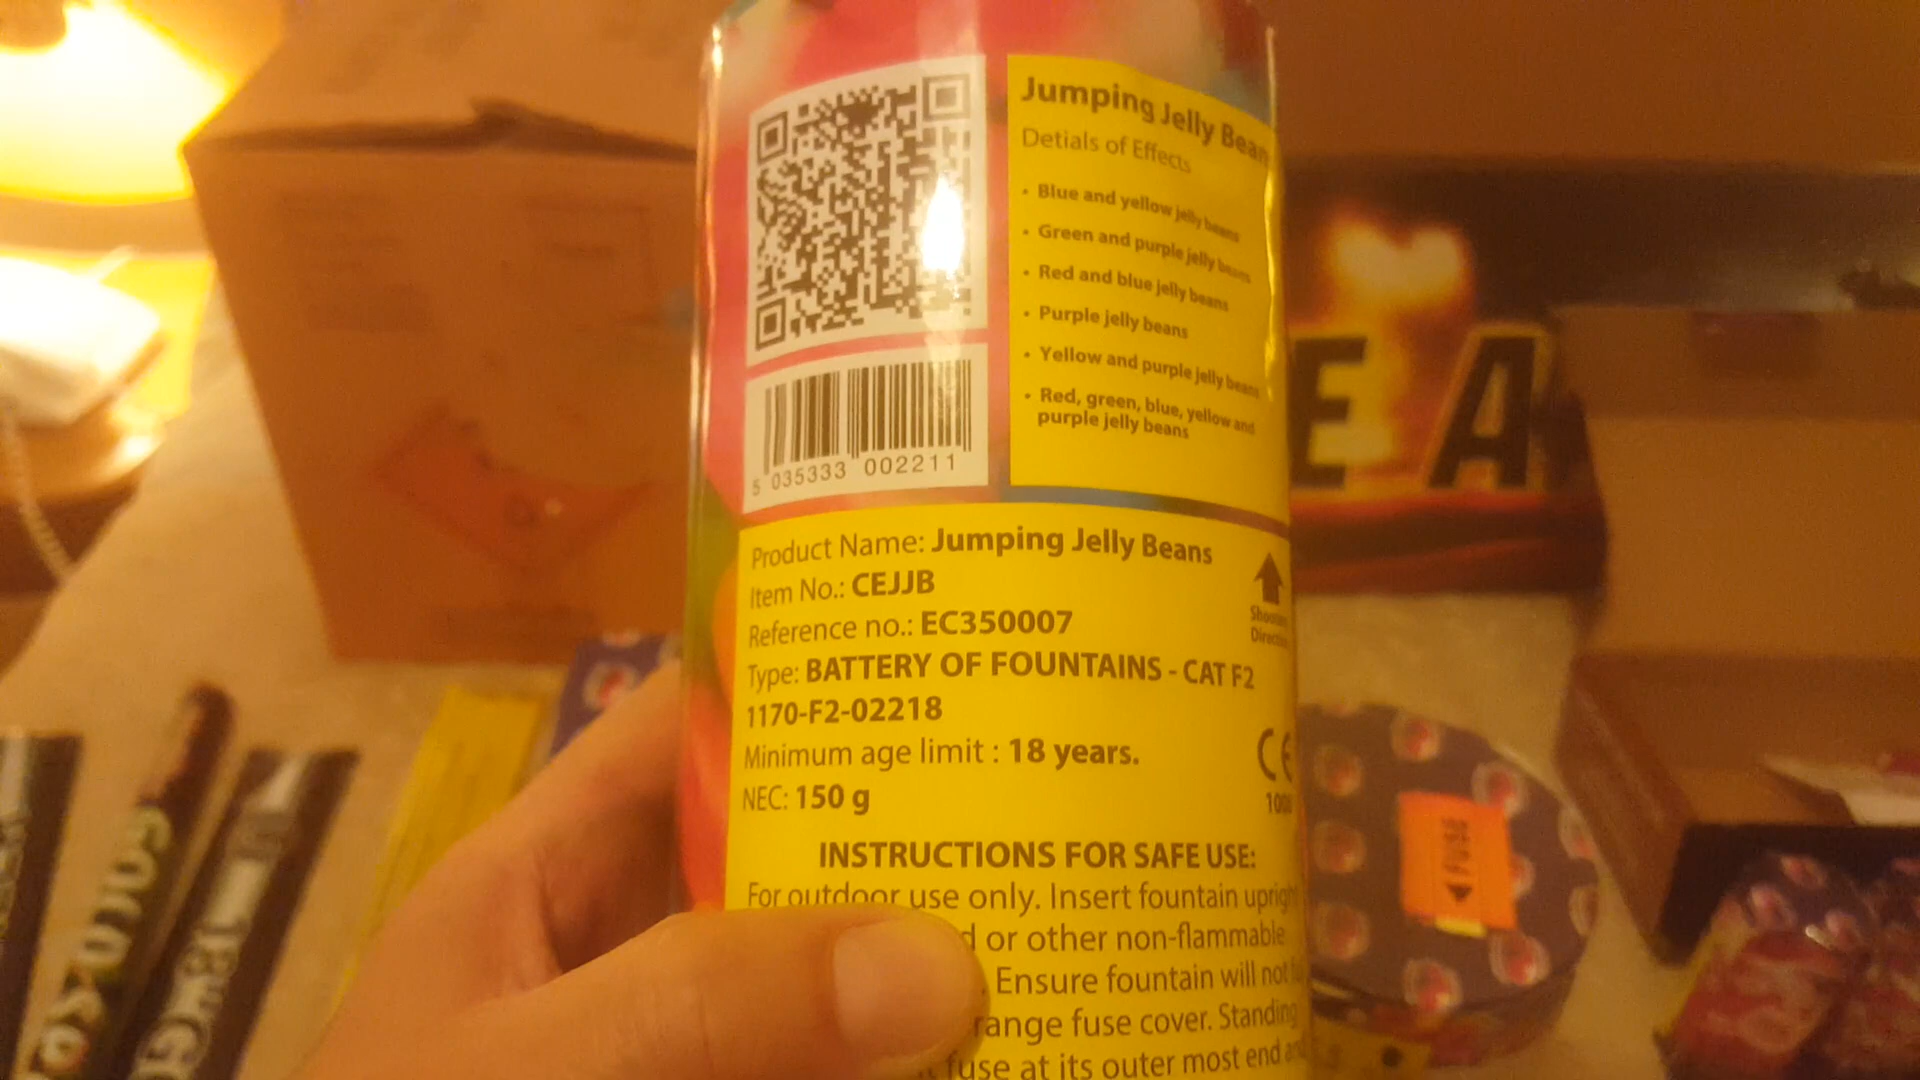 Jumping Jelly Bean
Detials of Effects
• Blue and yellow jelly beans
• Green and purple jelly beans
• Red and blue jelly beans
• Purple jelly beans
• Yellow and purple jelly beans
• Red, green, blue, yellow and
purple jelly beans
5 035333 002211
Product Name: Jumping Jelly Beans
Item No.: CEJJB
Reference no.: EC350007
Type: BATTERY OF FOUNTAINS - CAT F2
1170-F2-02218
Minimum age limit : 18 years.
NEC: 150 g
CE
INSTRUCTIONS FOR SAFE USE:
For outdoor use only. Insert fountain upright
or other non-flammable
Ensure fountain will not
fuse cover. Standing
fuse at its outer most end
EA
FUSE